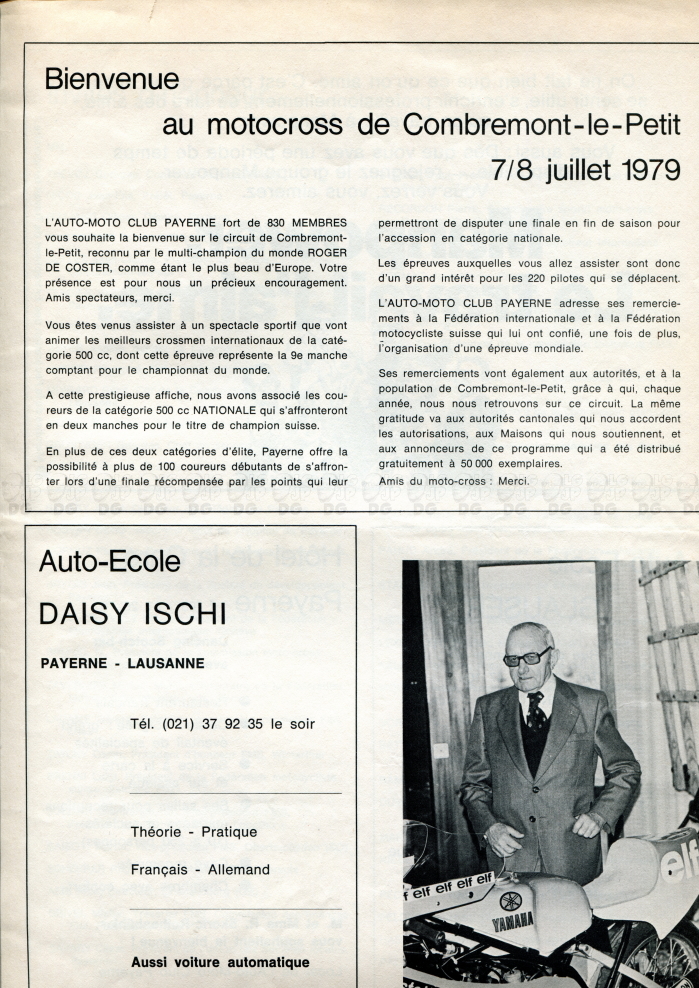 Bienvenue
au motocross de Combremont-le-Petit
7/8 juillet 1979
L'AUTO-MOTO CLUB PAYERNE fort de 830 MEMBRES
vous souhaite la bienvenue sur le circuit de Combremont-
le-Petit, reconnu par le multi-champion du monde ROGER
DE COSTER, comme étant le plus beau d'Europe. Votre
présence est pour nous un précieux encouragement.
Amis spectateurs, merci.
Vous êtes venus assister à un spectacle sportif que vont
animer les meilleurs crossmen internationaux de la caté-
gorie 500 cc, dont cette épreuve représente la 9e manche
comptant pour le championnat du monde.
A cette prestigieuse affiche, nous avons associé les cou-
reurs de la catégorie 500 cc NATIONALE qui s'affronteront
en deux manches pour le titre de champion suisse.
En plus de ces deux catégories d'élite, Payerne offre la
possibilité à plus de 100 coureurs débutants de s'affron-
ter lors d'une finale récompensée par les points qui leur
permettront de disputer une finale en fin de saison pour
l'accession en catégorie nationale.
Les épreuves auxquelles vous allez assister sont donc
d'un grand intérêt pour les 220 pilotes qui se déplacent.
L'AUTO-MOTO CLUB PAYERNE adresse ses remercie-
ments à la Fédération internationale et à la Fédération
motocycliste suisse qui lui ont confié, une fois de plus,
l'organisation d'une épreuve mondiale.
Ses remerciements vont également aux autorités, et à la
population de Combremont-le-Petit, grâce à qui, chaque
année, nous nous retrouvons sur ce circuit. La même
gratitude va aux autorités cantonales qui nous accordent
les autorisations, aux Maisons qui nous soutiennent, et
aux annonceurs de ce programme qui a été distribué
gratuitement à 50 000 exemplaires.
Amis du moto-cross : Merci.
Auto-Ecole
DAISY ISCHI
PAYERNE - LAUSANNE
Tél. (021) 37 92 35 le soir
Théorie - Pratique
Français - Allemand
Aussi voiture automatique
elf
elf elf elf elf
YAMAHA